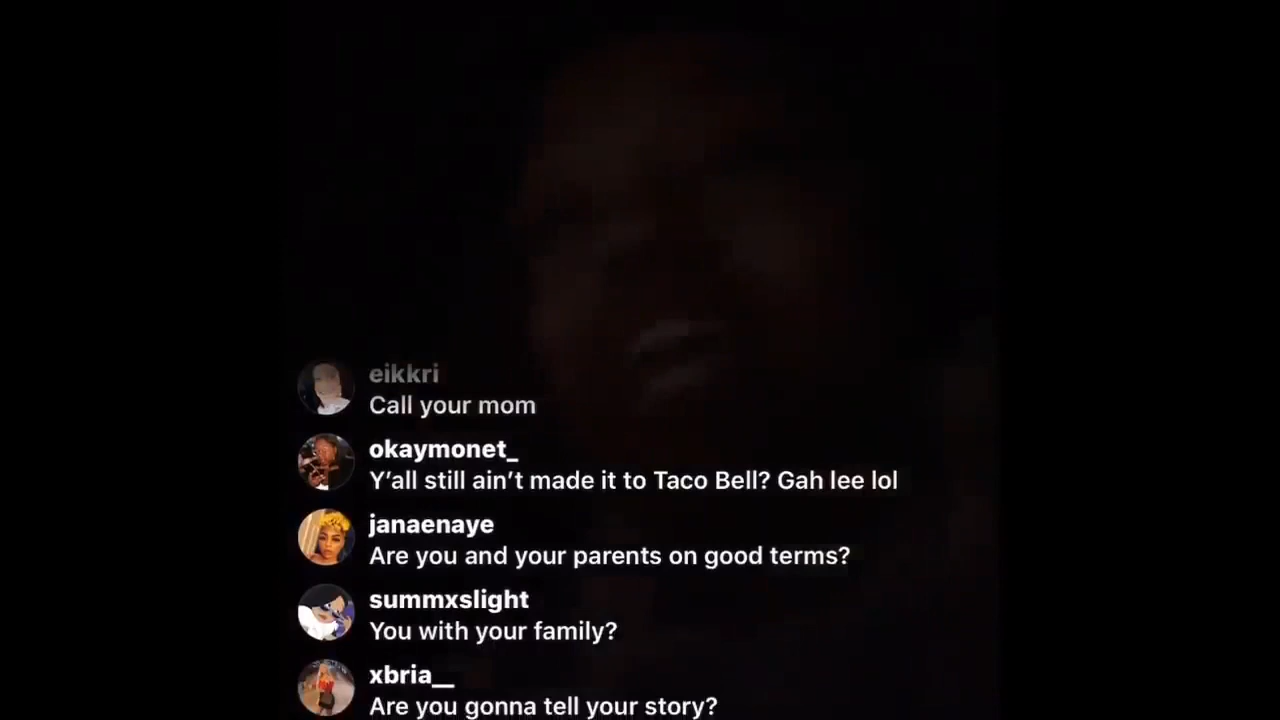 eikkri
Call your mom
okaymonet_
Y’all still ain’t made it to Taco Bell? Gah lee lol
janaenaye
Are you and your parents on good terms?
summxslight
You with your family?
xbria__
Are you gonna tell your story?